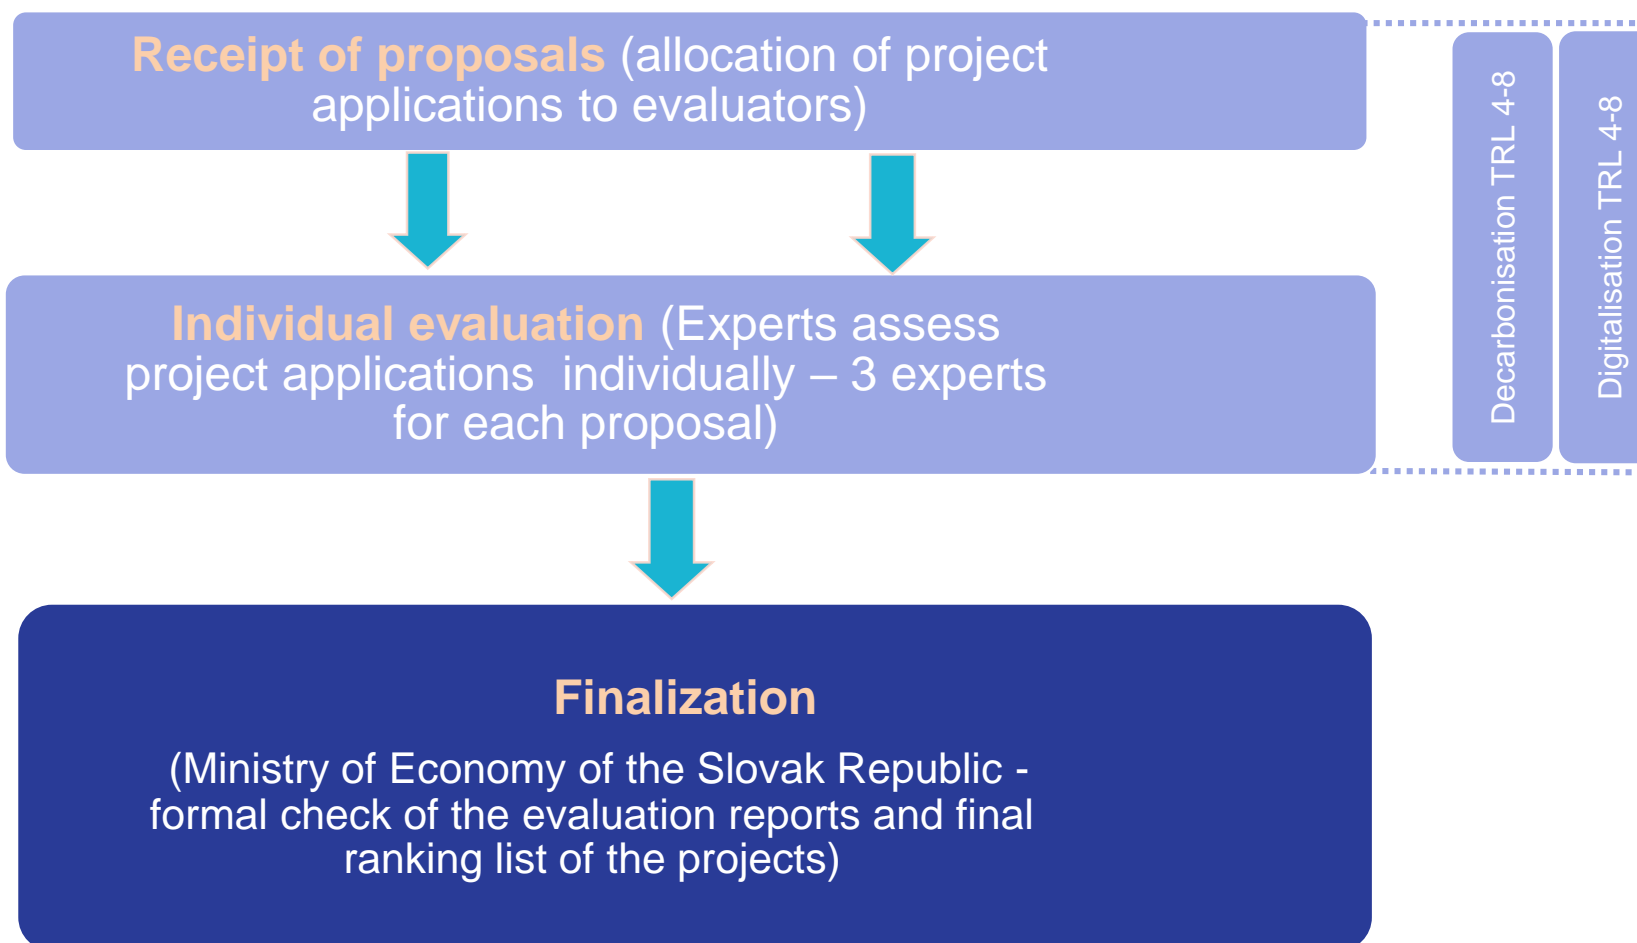 Receipt of proposals (allocation of project
applications to evaluators)
Individual evaluation (Experts assess
project applications  individually – 3 experts
for each proposal)
Finalization
(Ministry of Economy of the Slovak Republic -
formal check of the evaluation reports and final
ranking list of the projects)
Decarbonisation TRL 4-8
Digitalisation TRL 4-8